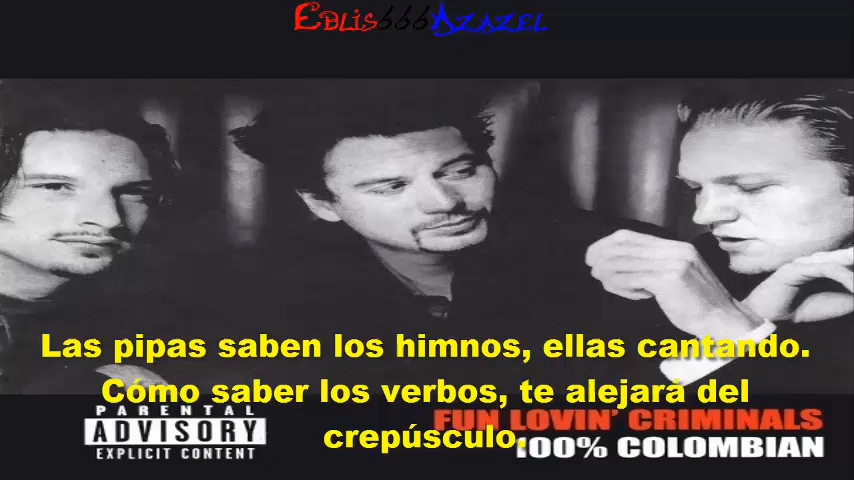 Eblis666Azazel
Las pipas saben los himnos, ellas cantando.
Cómo saber los verbos, te alejará del
crepúsculo.
PARENTAL
ADVISORY
EXPLICIT CONTENT
FUN LOVIN' CRIMINALS
100% COLOMBIAN